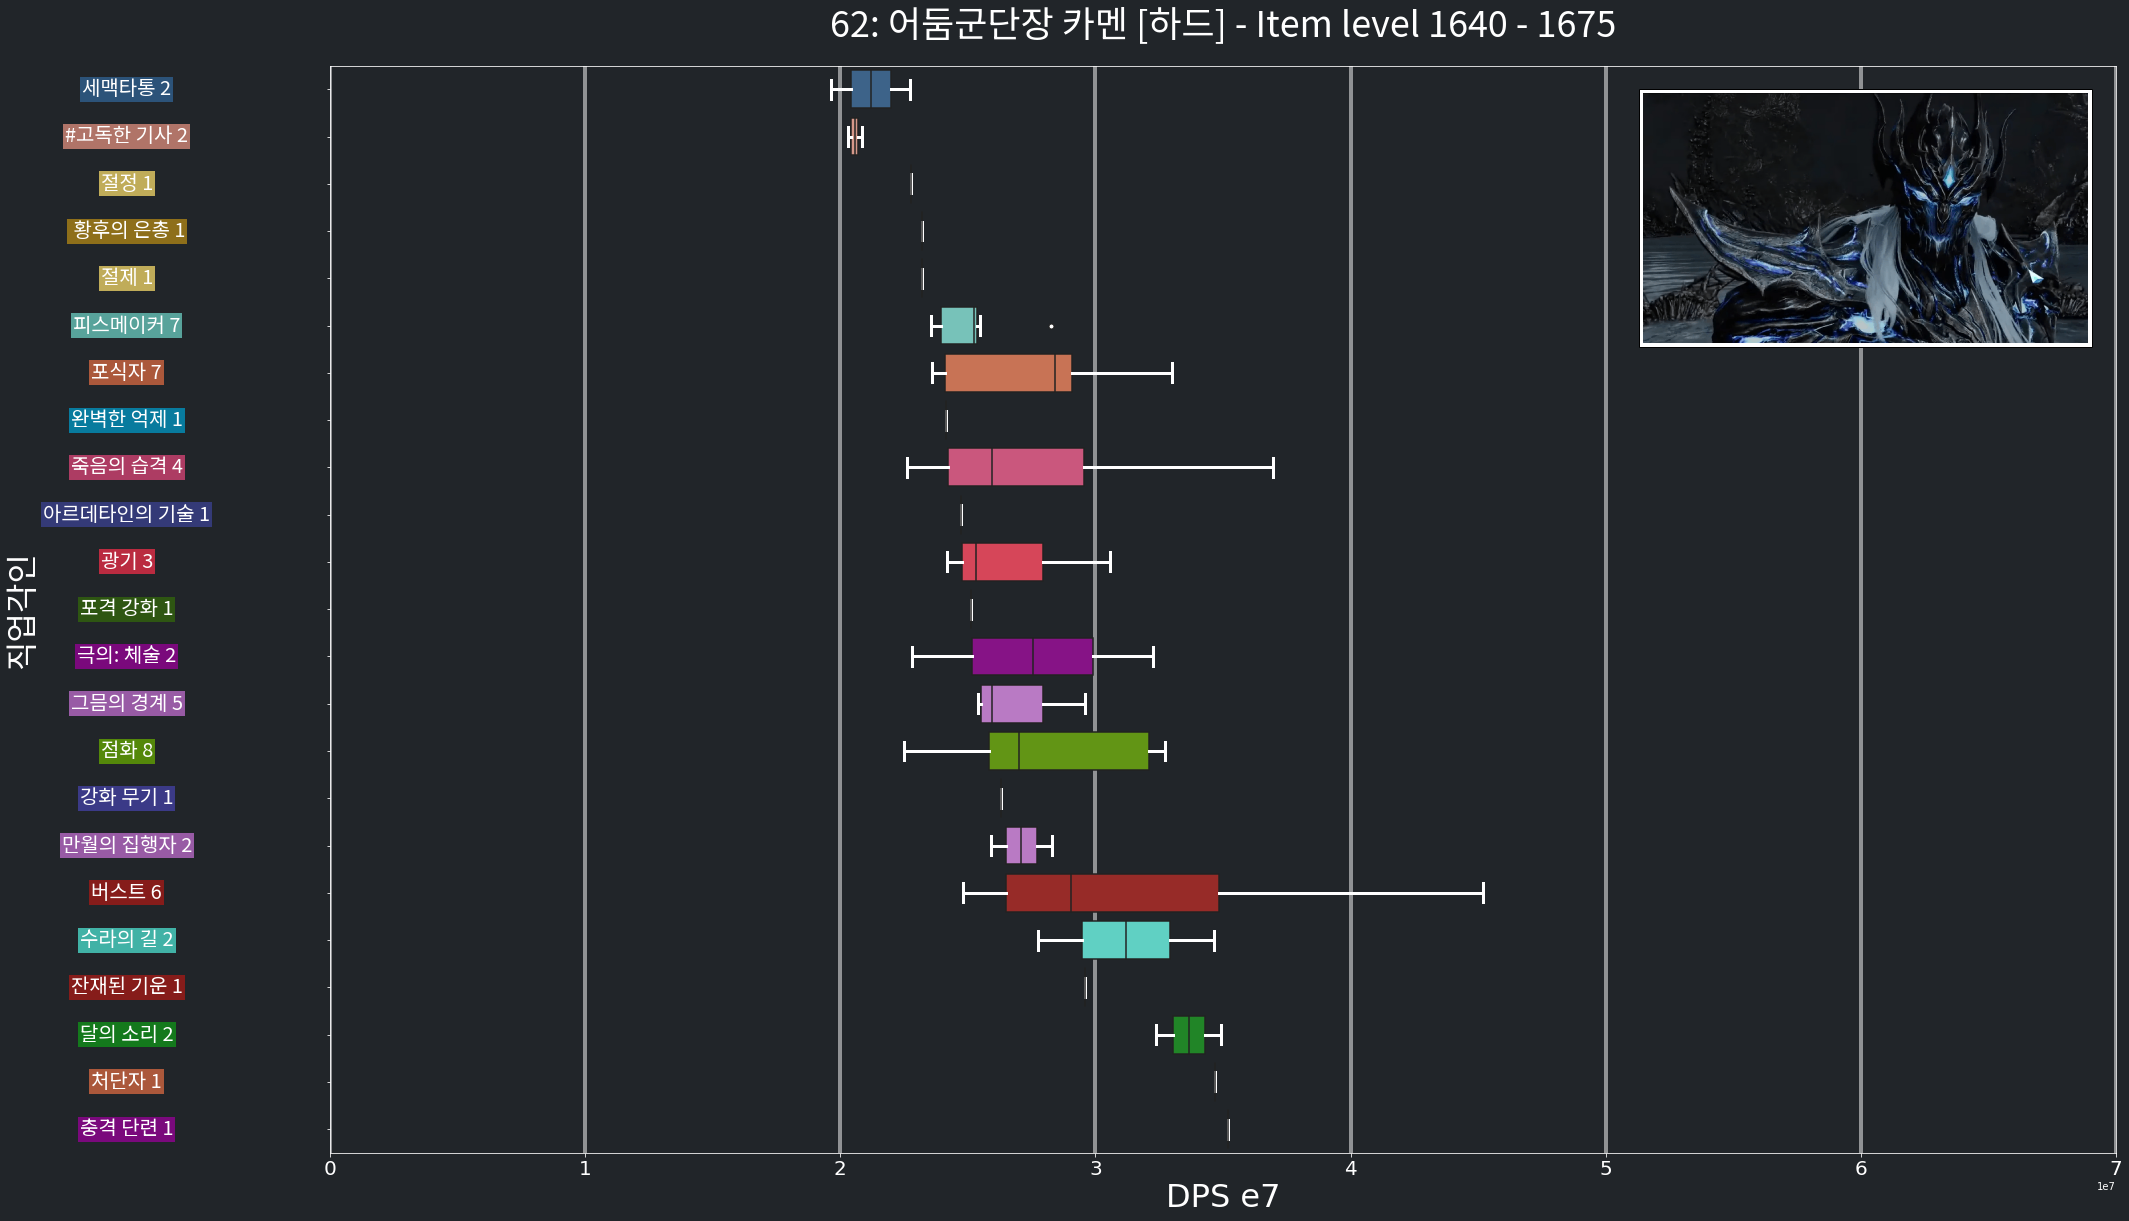 62: 어둠군단장 카멘 [하드] - Item level 1640 - 1675
세맥타통 2
#고독한 기사 2
절정 1
황후의 은총 1
절제 1
피스메이커 7
포식자 7
완벽한 억제 1
죽음의 습격 4
아르데타인의 기술 1
광기 3
포격 강화 1
극의: 체술 2
그믐의 경계 5
점화 8
강화 무기 1
만월의 집행자 2
버스트 6
수라의 길 2
잔재된 기운 1
달의 소리 2
처단자 1
충격 단련 1
직업각인
0 1 2 3 4 5 6 7
1e7
DPS e7